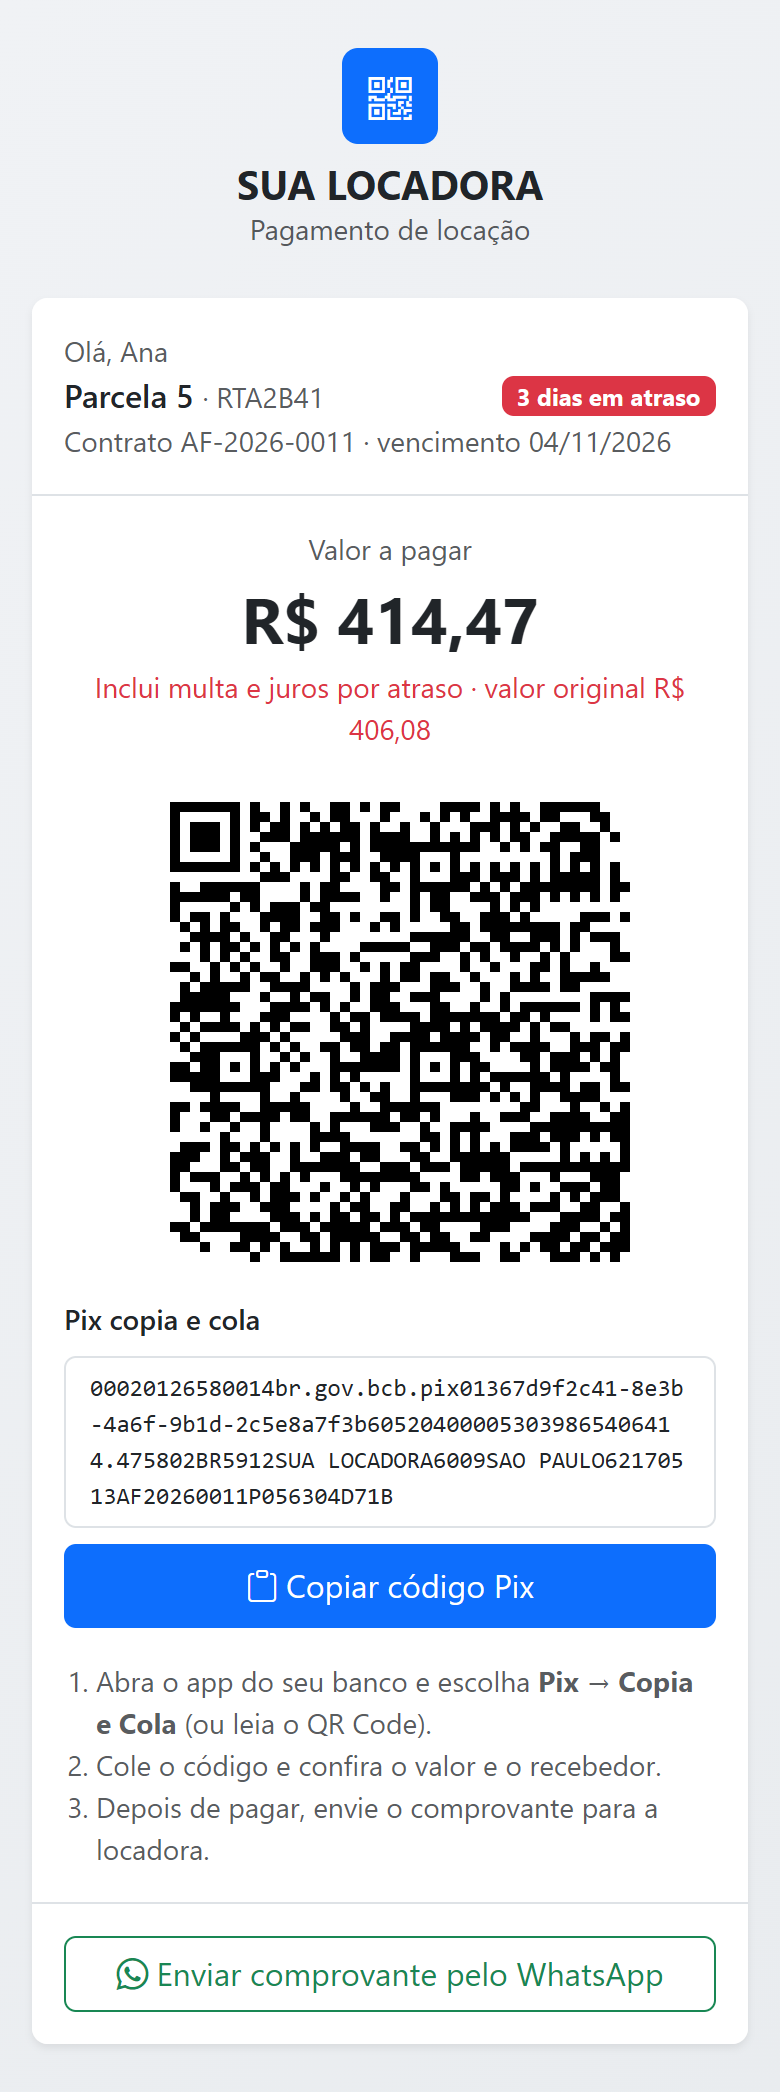 SUA LOCADORA
Pagamento de locação
Olá, Ana
Parcela 5 · RTA2B41
3 dias em atraso
Contrato AF-2026-0011 · vencimento 04/11/2026
Valor a pagar
R$ 414,47
Inclui multa e juros por atraso · valor original R$
406,08
Pix copia e cola
00020126580014br.gov.bcb.pix01367d9f2c41-8e3b
-4a6f-9b1d-2c5e8a7f3b6052040000530398654064​1
4.475802BR5912SUA LOCADORA6009SAO PAULO621705
13AF20260011P056304D71B
Copiar código Pix
1. Abra o app do seu banco e escolha Pix → Copia
e Cola (ou leia o QR Code).
2. Cole o código e confira o valor e o recebedor.
3. Depois de pagar, envie o comprovante para a
locadora.
Enviar comprovante pelo WhatsApp